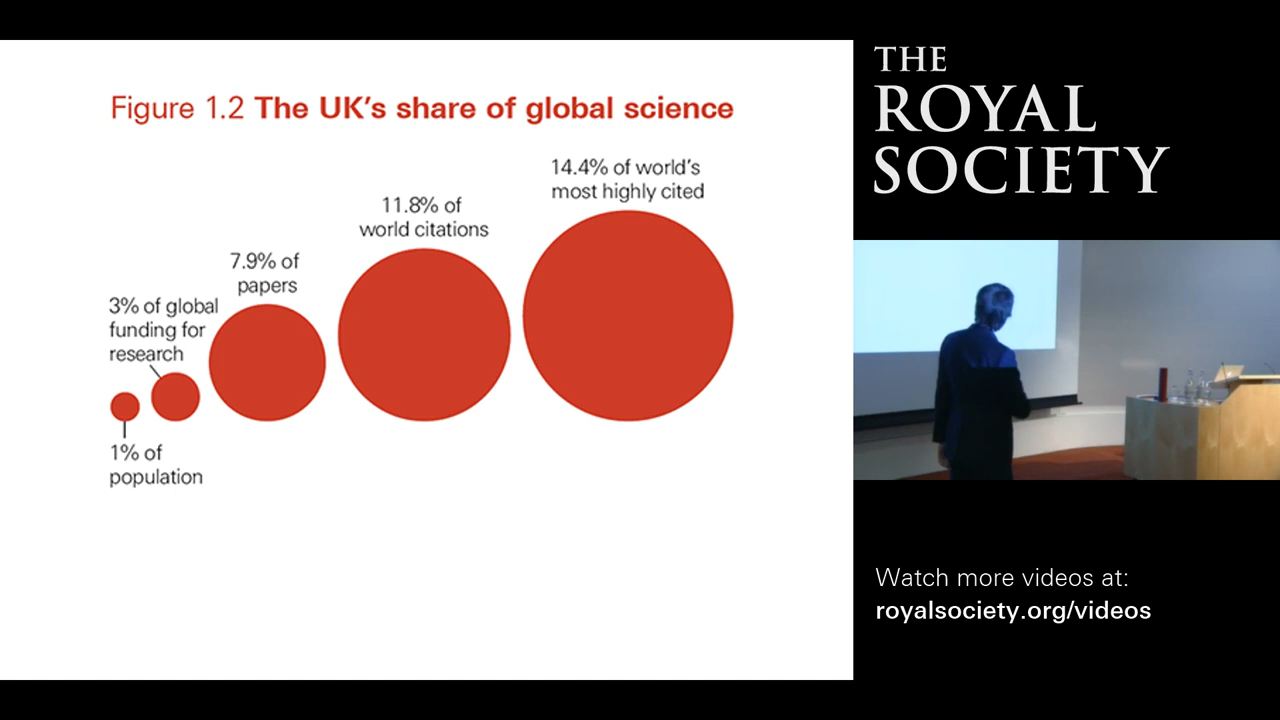 Figure 1.2 The UK's share of global science
14.4% of world's
most highly cited
11.8% of
world citations
7.9% of
papers
3% of global
funding for
research
1% of
population
THE
ROYAL
SOCIETY
Watch more videos at:
royalsociety.org/videos